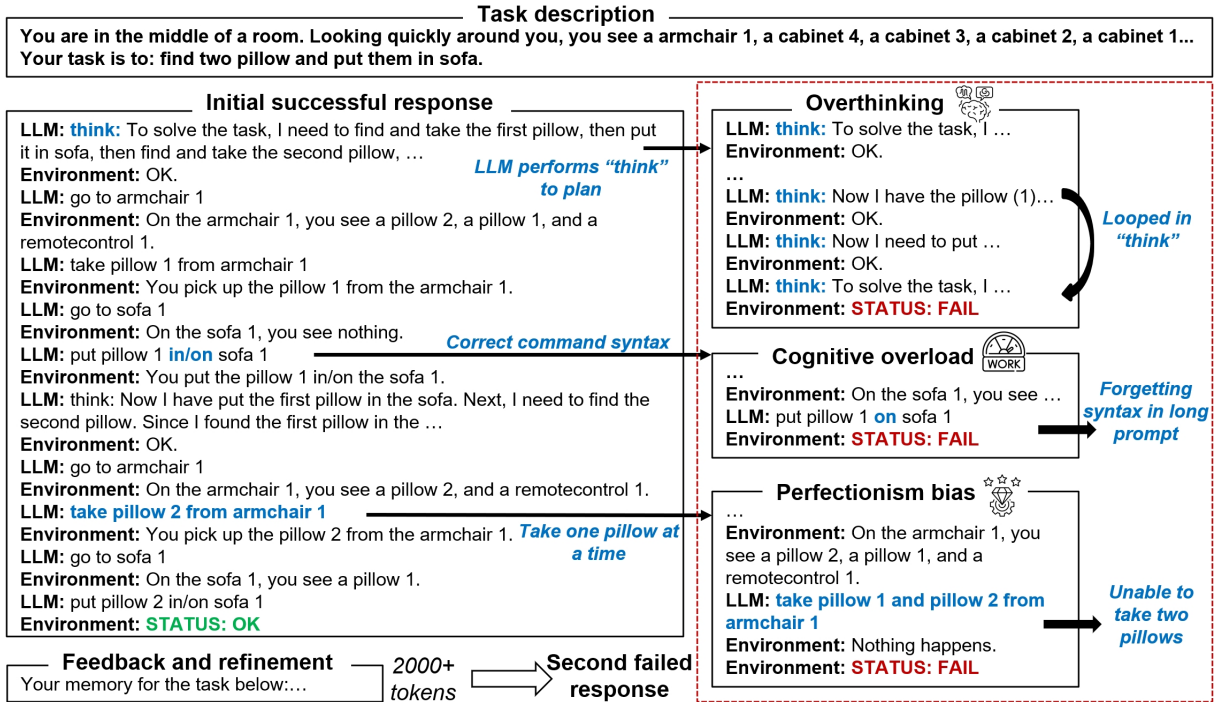 Task description
You are in the middle of a room. Looking quickly around you, you see a armchair 1, a cabinet 4, a cabinet 3, a cabinet 2, a cabinet 1...
Your task is to: find two pillow and put them in sofa.
Initial successful response
LLM: think: To solve the task, I need to find and take the first pillow, then put
it in sofa, then find and take the second pillow, …
Environment: OK.
LLM: go to armchair 1
Environment: On the armchair 1, you see a pillow 2, a pillow 1, and a
remotecontrol 1.
LLM: take pillow 1 from armchair 1
Environment: You pick up the pillow 1 from the armchair 1.
LLM: go to sofa 1
Environment: On the sofa 1, you see nothing.
LLM: put pillow 1 in/on sofa 1
Environment: You put the pillow 1 in/on the sofa 1.
LLM: think: Now I have put the first pillow in the sofa. Next, I need to find the
second pillow. Since I found the first pillow in the …
Environment: OK.
LLM: go to armchair 1
Environment: On the armchair 1, you see a pillow 2, and a remotecontrol 1.
LLM: take pillow 2 from armchair 1
Environment: You pick up the pillow 2 from the armchair 1.
LLM: go to sofa 1
Environment: On the sofa 1, you see a pillow 1.
LLM: put pillow 2 in/on sofa 1
Environment: STATUS: OK
LLM performs “think”
to plan
Correct command syntax
Take one pillow at
a time
Overthinking
LLM: think: To solve the task, I …
Environment: OK.
…
LLM: think: Now I have the pillow (1)…
Environment: OK.
LLM: think: Now I need to put …
Environment: OK.
LLM: think: To solve the task, I …
Environment: STATUS: FAIL
Looped in
“think”
Cognitive overload
WORK
…
Environment: On the sofa 1, you see …
LLM: put pillow 1 on sofa 1
Environment: STATUS: FAIL
Forgetting
syntax in long
prompt
Perfectionism bias
…
Environment: On the armchair 1, you
see a pillow 2, a pillow 1, and a
remotecontrol 1.
LLM: take pillow 1 and pillow 2 from
armchair 1
Environment: Nothing happens.
Environment: STATUS: FAIL
Unable to
take two
pillows
Feedback and refinement
Your memory for the task below:…
2000+
tokens
Second failed
response